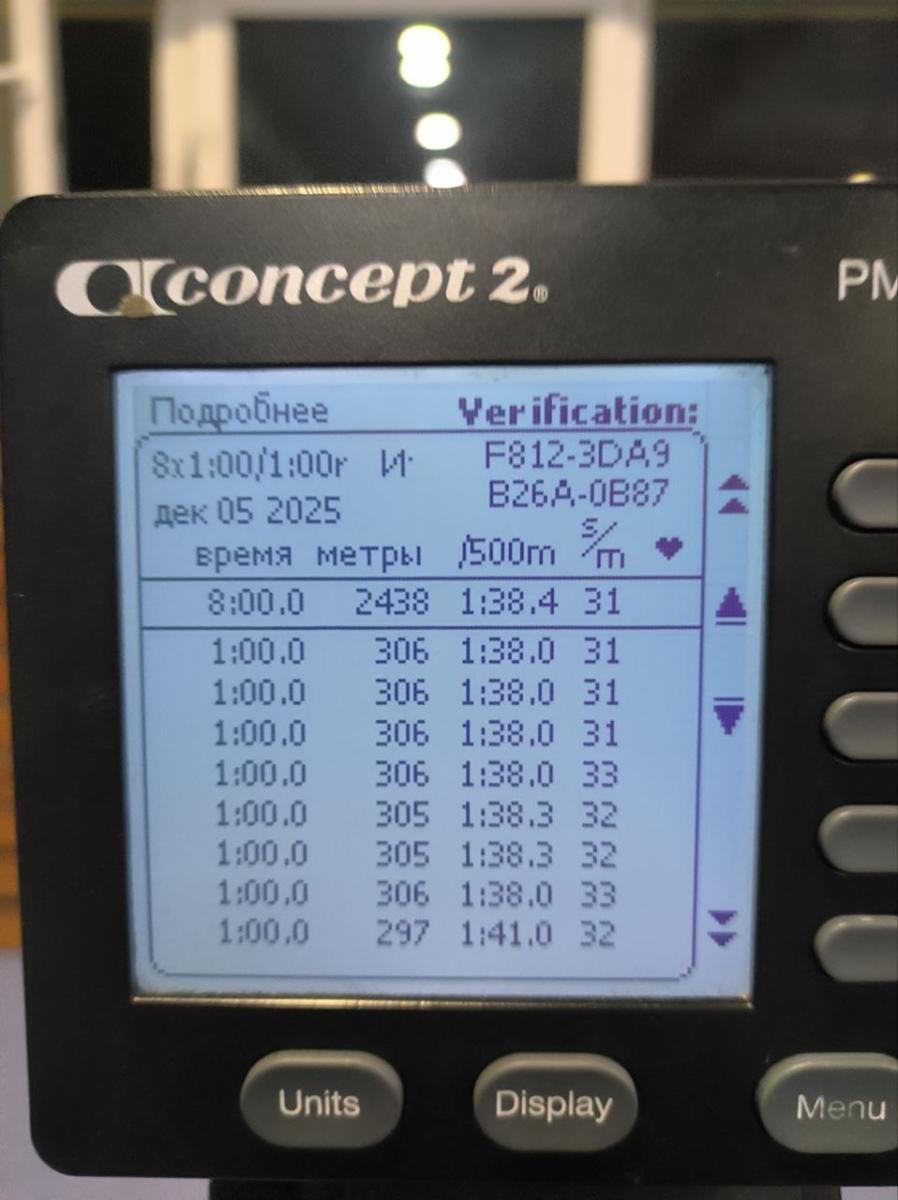 concept 2® PM
Подробнее Verification:
8x1:00/1:00r И· F812-3DA9
дек 05 2025 B26A-0B87
время метры /500m s/m ♥
8:00.0 2438 1:38.4 31
1:00.0 306 1:38.0 31
1:00.0 306 1:38.0 31
1:00.0 306 1:38.0 31
1:00.0 306 1:38.0 33
1:00.0 305 1:38.3 32
1:00.0 305 1:38.3 32
1:00.0 306 1:38.0 33
1:00.0 297 1:41.0 32
Units Display Menu